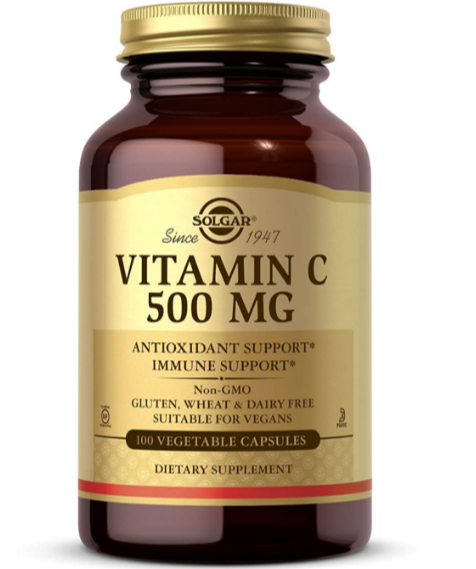 SOLGAR®
Since 1947
VITAMIN C
500 MG
ANTIOXIDANT SUPPORT*
IMMUNE SUPPORT*
Non-GMO
GLUTEN, WHEAT & DAIRY FREE
SUITABLE FOR VEGANS
100 VEGETABLE CAPSULES
DIETARY SUPPLEMENT